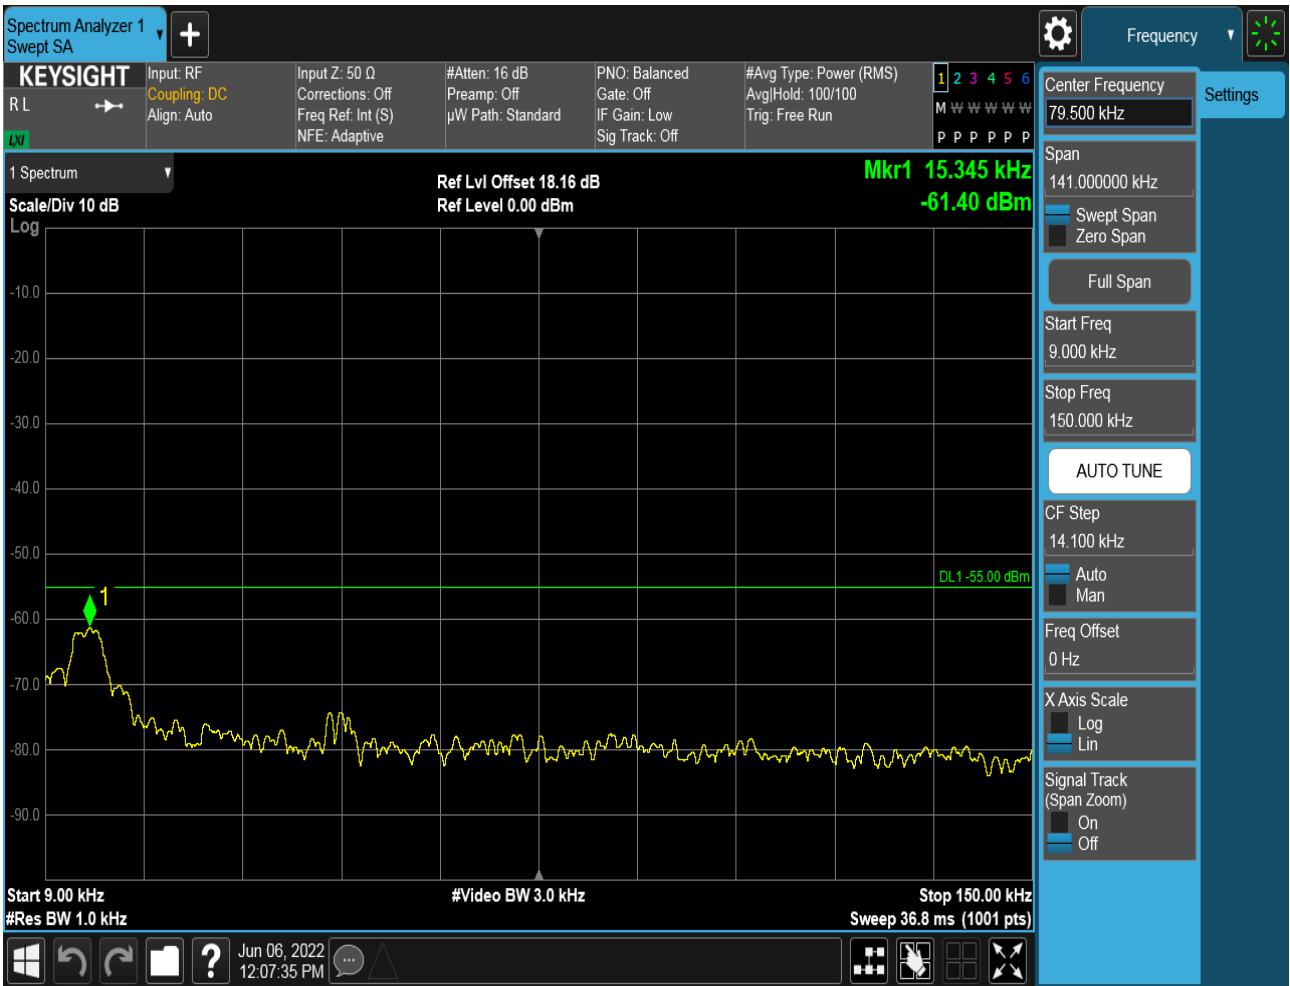 Spectrum Analyzer 1
Swept SA
Frequency
KEYSIGHT
R L
LXI
Input: RF
Coupling: DC
Align: Auto
Input Z: 50 Ω
Corrections: Off
Freq Ref: Int (S)
NFE: Adaptive
#Atten: 16 dB
Preamp: Off
µW Path: Standard
PNO: Balanced
Gate: Off
IF Gain: Low
Sig Track: Off
#Avg Type: Power (RMS)
Avg|Hold: 100/100
Trig: Free Run
1 2 3 4 5 6
M W W W W W
P P P P P P
1 Spectrum
Scale/Div 10 dB
Log
Ref Lvl Offset 18.16 dB
Ref Level 0.00 dBm
Mkr1 15.345 kHz
-61.40 dBm
-10.0
-20.0
-30.0
-40.0
-50.0
-60.0
-70.0
-80.0
-90.0
DL1 -55.00 dBm
1
Start 9.00 kHz
#Res BW 1.0 kHz
#Video BW 3.0 kHz
Stop 150.00 kHz
Sweep 36.8 ms (1001 pts)
Center Frequency
79.500 kHz
Span
141.000000 kHz
Swept Span
Zero Span
Full Span
Start Freq
9.000 kHz
Stop Freq
150.000 kHz
AUTO TUNE
CF Step
14.100 kHz
Auto
Man
Freq Offset
0 Hz
X Axis Scale
Log
Lin
Signal Track
(Span Zoom)
On
Off
Settings
?
Jun 06, 2022
12:07:35 PM